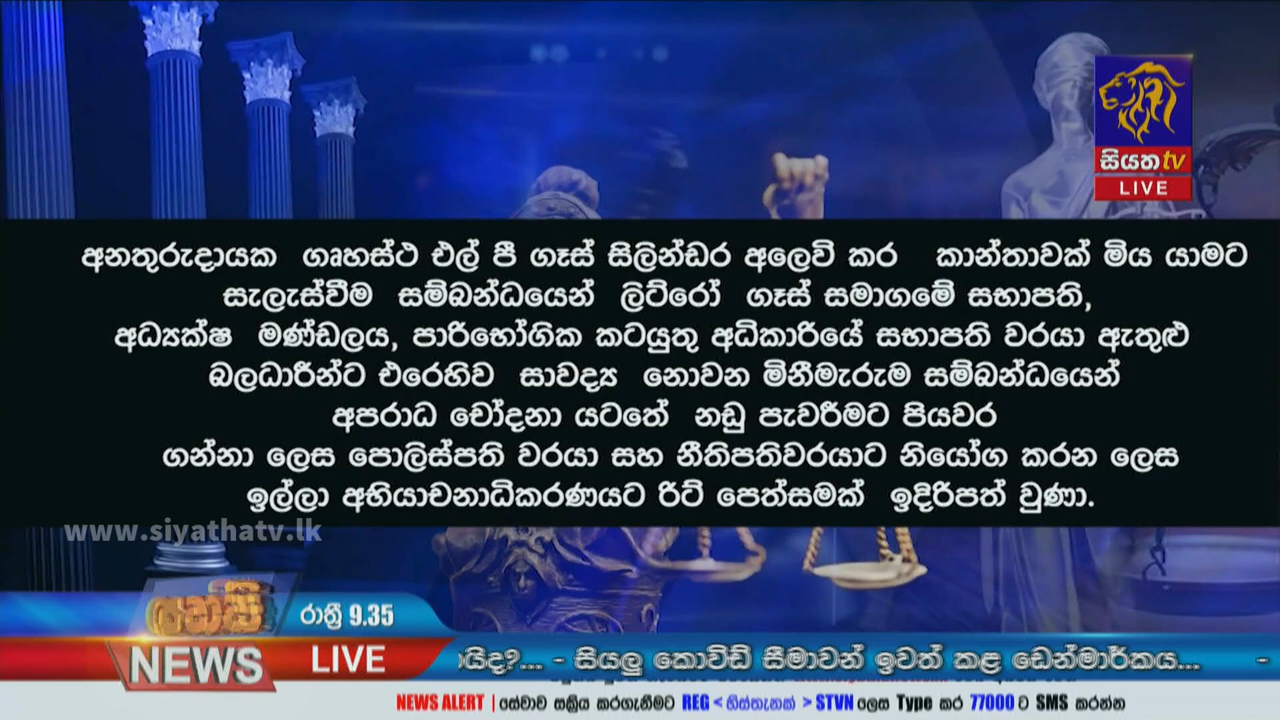 සියත tv
LIVE
අනතුරුදායක ගෘහස්ථ එල් පී ගෑස් සිලින්ඩර අලෙවි කර කාන්තාවක් මිය යාමට
සැලැස්වීම සම්බන්ධයෙන් ලිට්රෝ ගෑස් සමාගමේ සභාපති,
අධ්‍යක්ෂ මණ්ඩලය, පාරිභෝගික කටයුතු අධිකාරියේ සභාපති වරයා ඇතුළු
බලධාරීන්ට එරෙහිව සාවද්‍ය නොවන මිනීමැරුම සම්බන්ධයෙන්
අපරාධ චෝදනා යටතේ නඩු පැවරීමට පියවර
ගන්නා ලෙස පොලිස්පති වරයා සහ නීතිපතිවරයාට නියෝග කරන ලෙස
ඉල්ලා අභියාචනාධිකරණයට රිට් පෙත්සමක් ඉදිරිපත් වුණා.
www.siyathatv.lk
රාත්‍රී 9.35
NEWS LIVE
...යිද?... - සියලු කොවිඩ් සීමාවන් ඉවත් කළ ඩෙන්මාර්කය... -
NEWS ALERT | සේවාව සක්‍රිය කරගැනීමට REG < හිස්තැනක් > STVN ලෙස Type කර 77000 ට SMS කරන්න